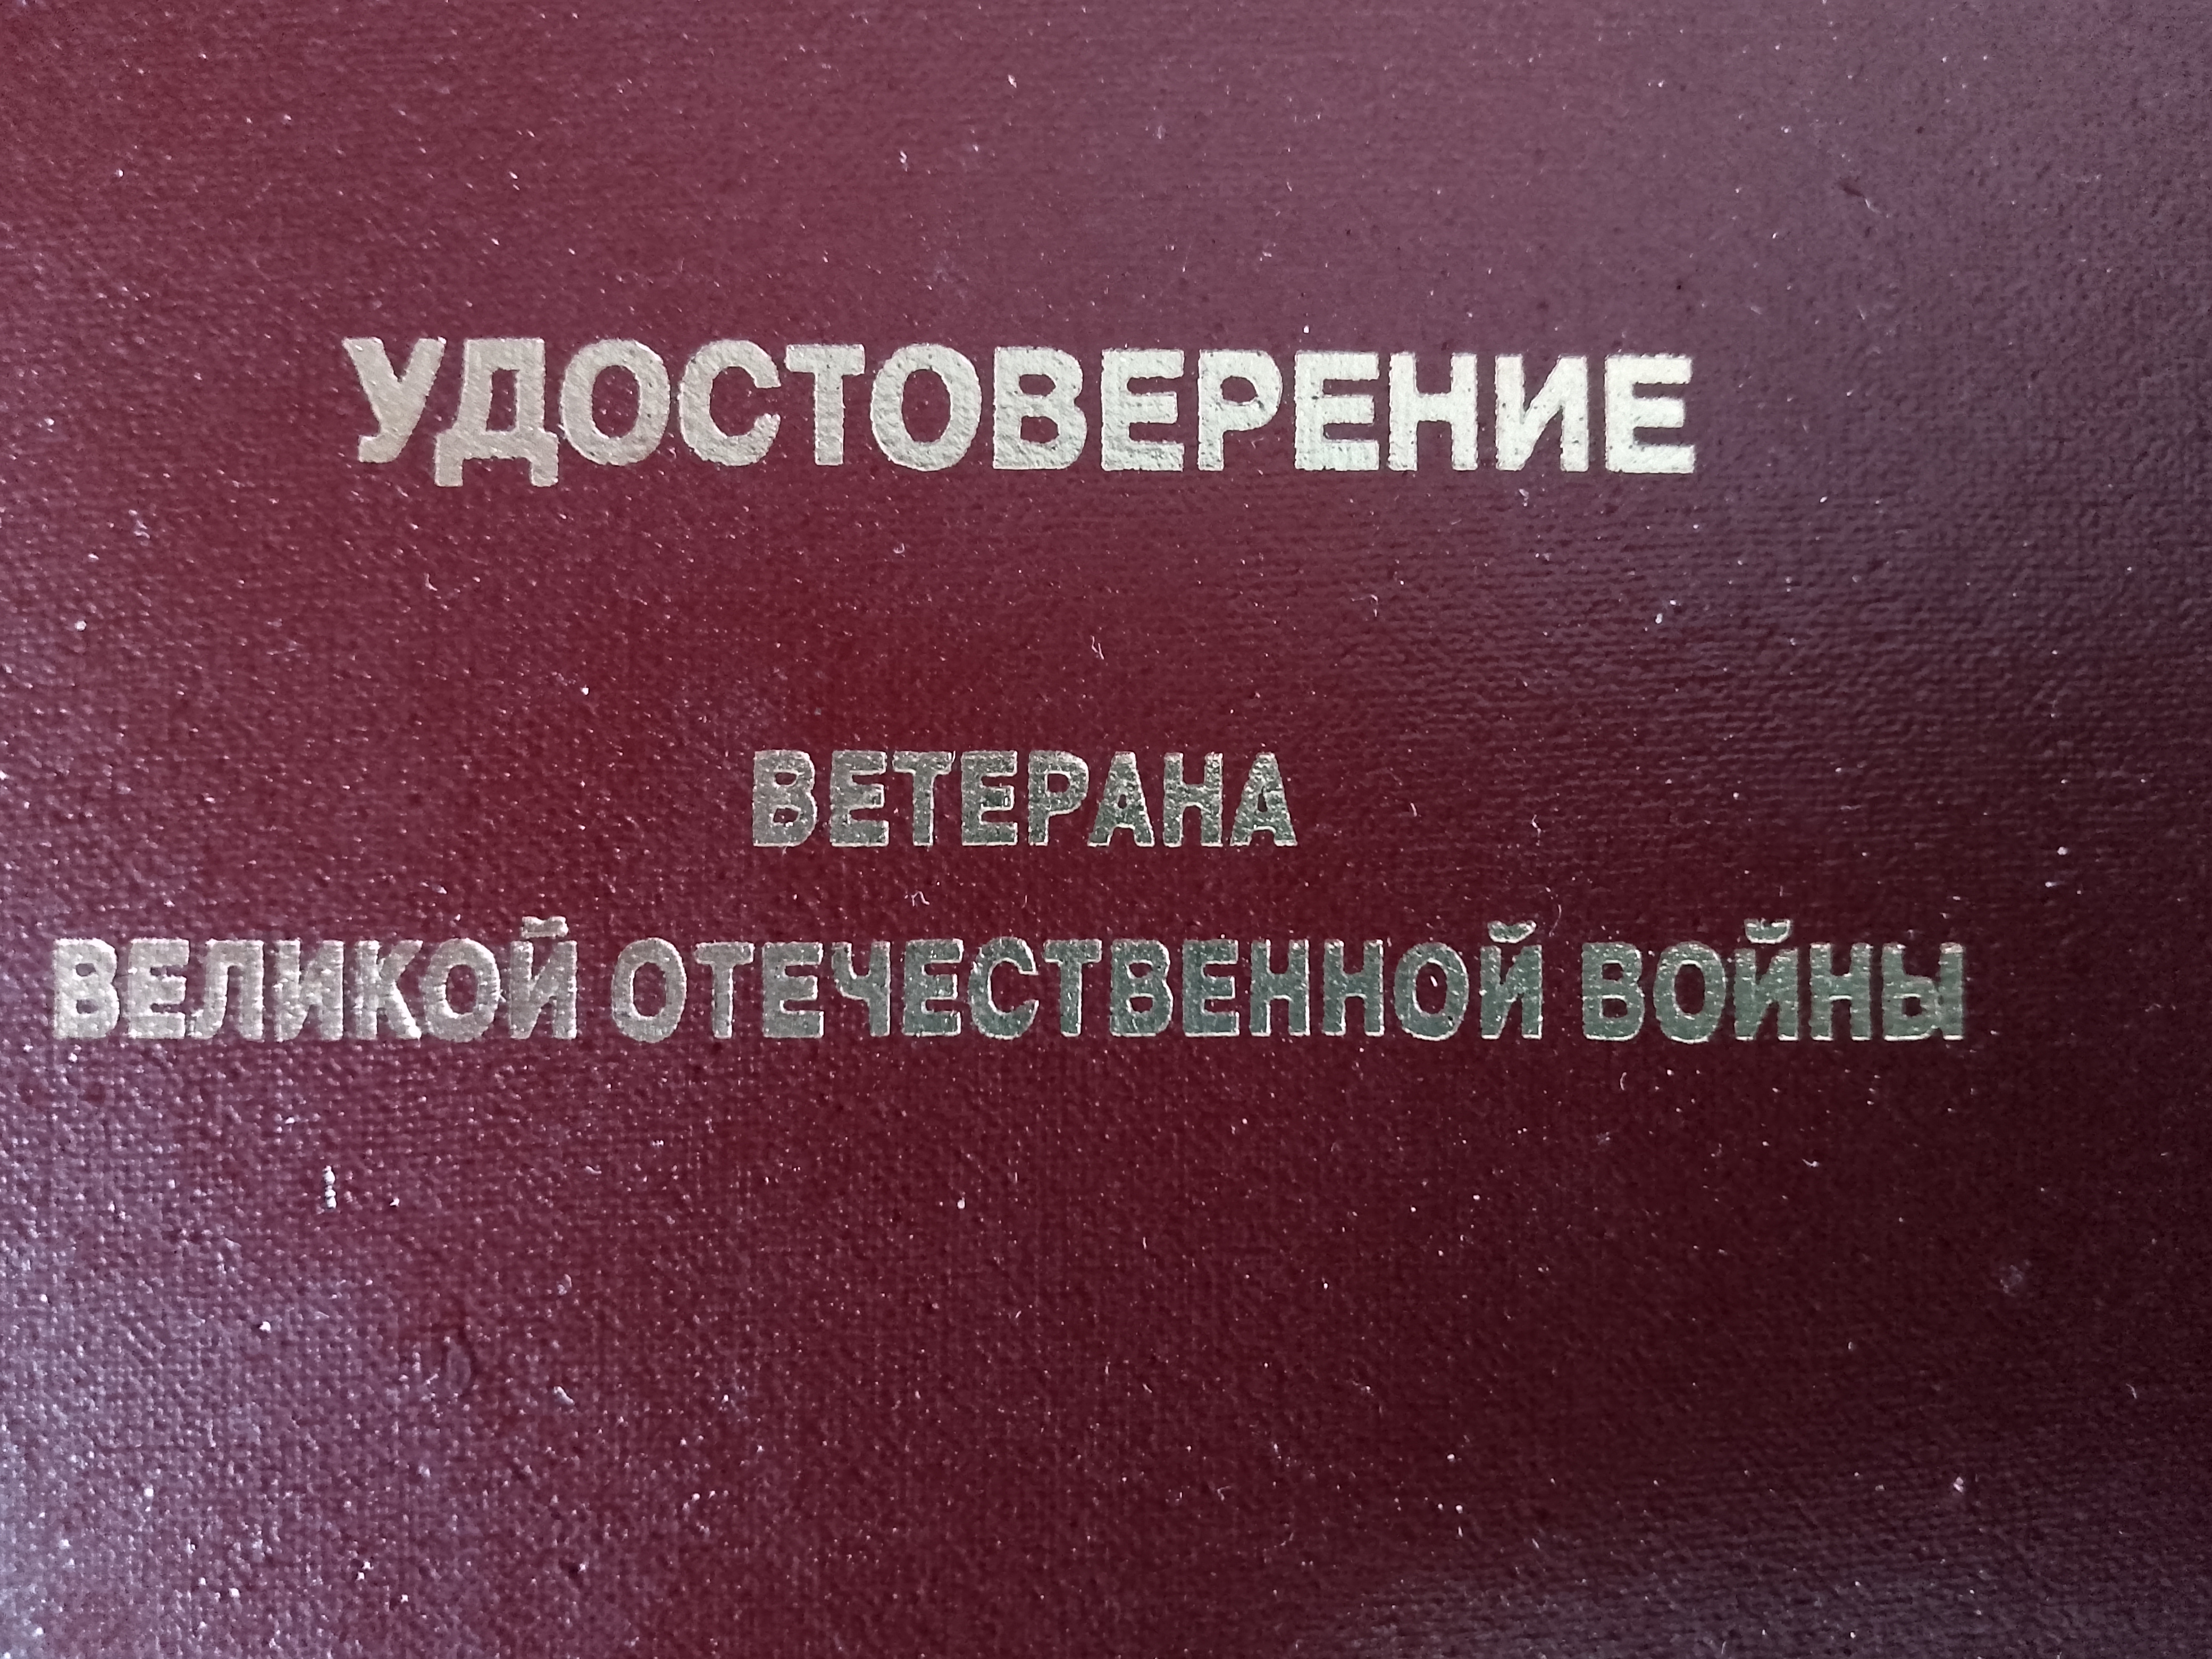 УДОСТОВЕРЕНИЕ
ВЕТЕРАНА
ВЕЛИКОЙ ОТЕЧЕСТВЕННОЙ ВОЙНЫ